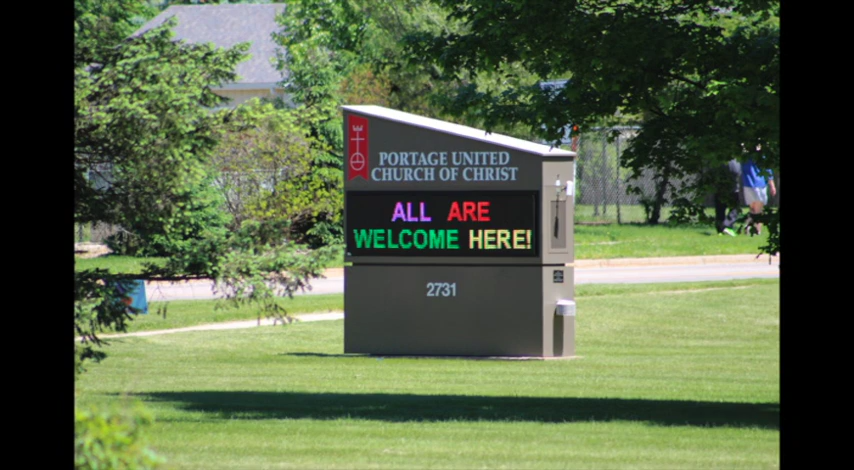 PORTAGE UNITED
CHURCH OF CHRIST
ALL ARE
WELCOME HERE!
2731